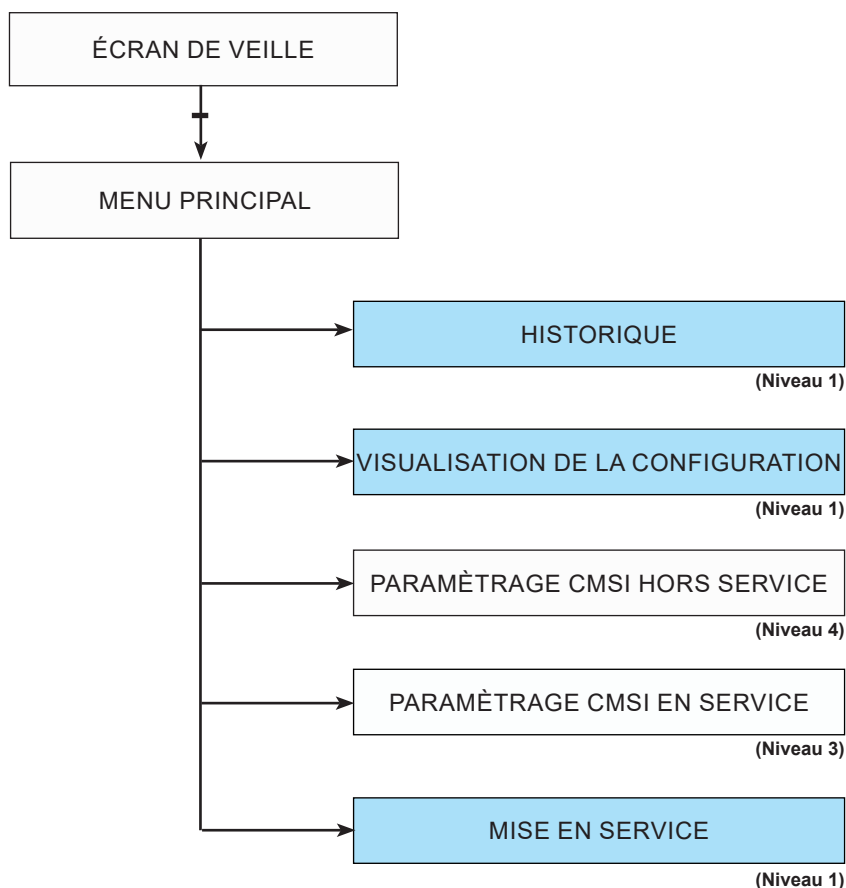 ÉCRAN DE VEILLE
MENU PRINCIPAL
HISTORIQUE
(Niveau 1)
VISUALISATION DE LA CONFIGURATION
(Niveau 1)
PARAMÈTRAGE CMSI HORS SERVICE
(Niveau 4)
PARAMÈTRAGE CMSI EN SERVICE
(Niveau 3)
MISE EN SERVICE
(Niveau 1)